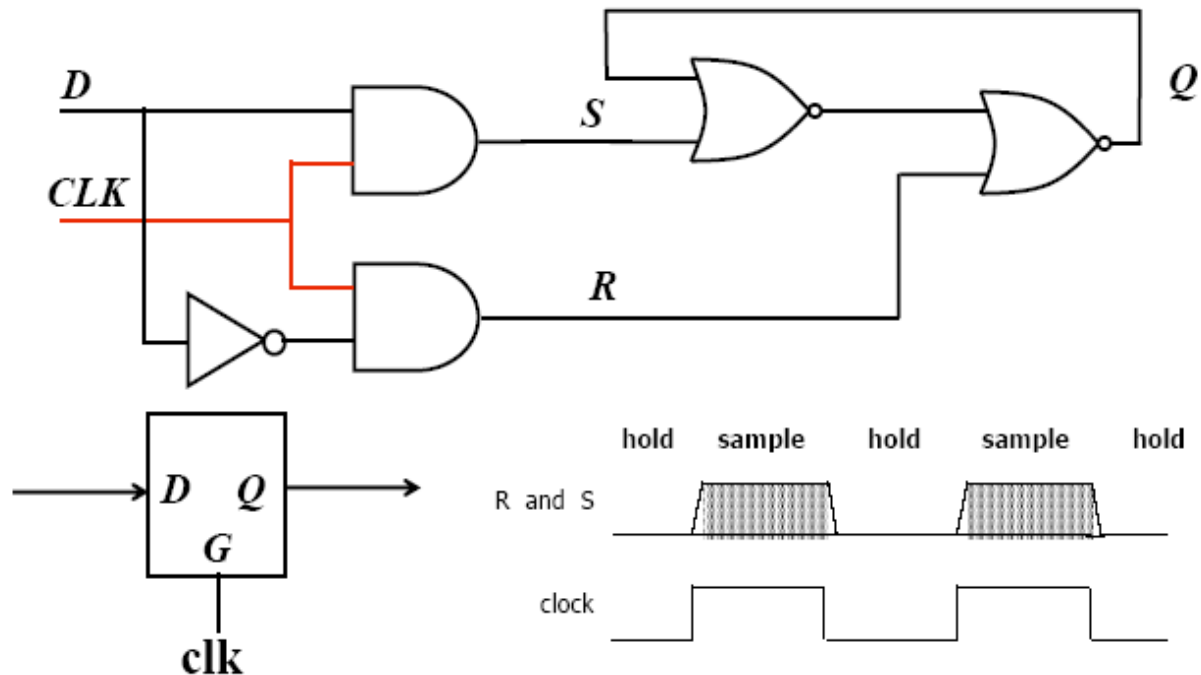 D
S
Q
CLK
R
hold sample hold sample hold
D Q
R and S
G
clock
clk